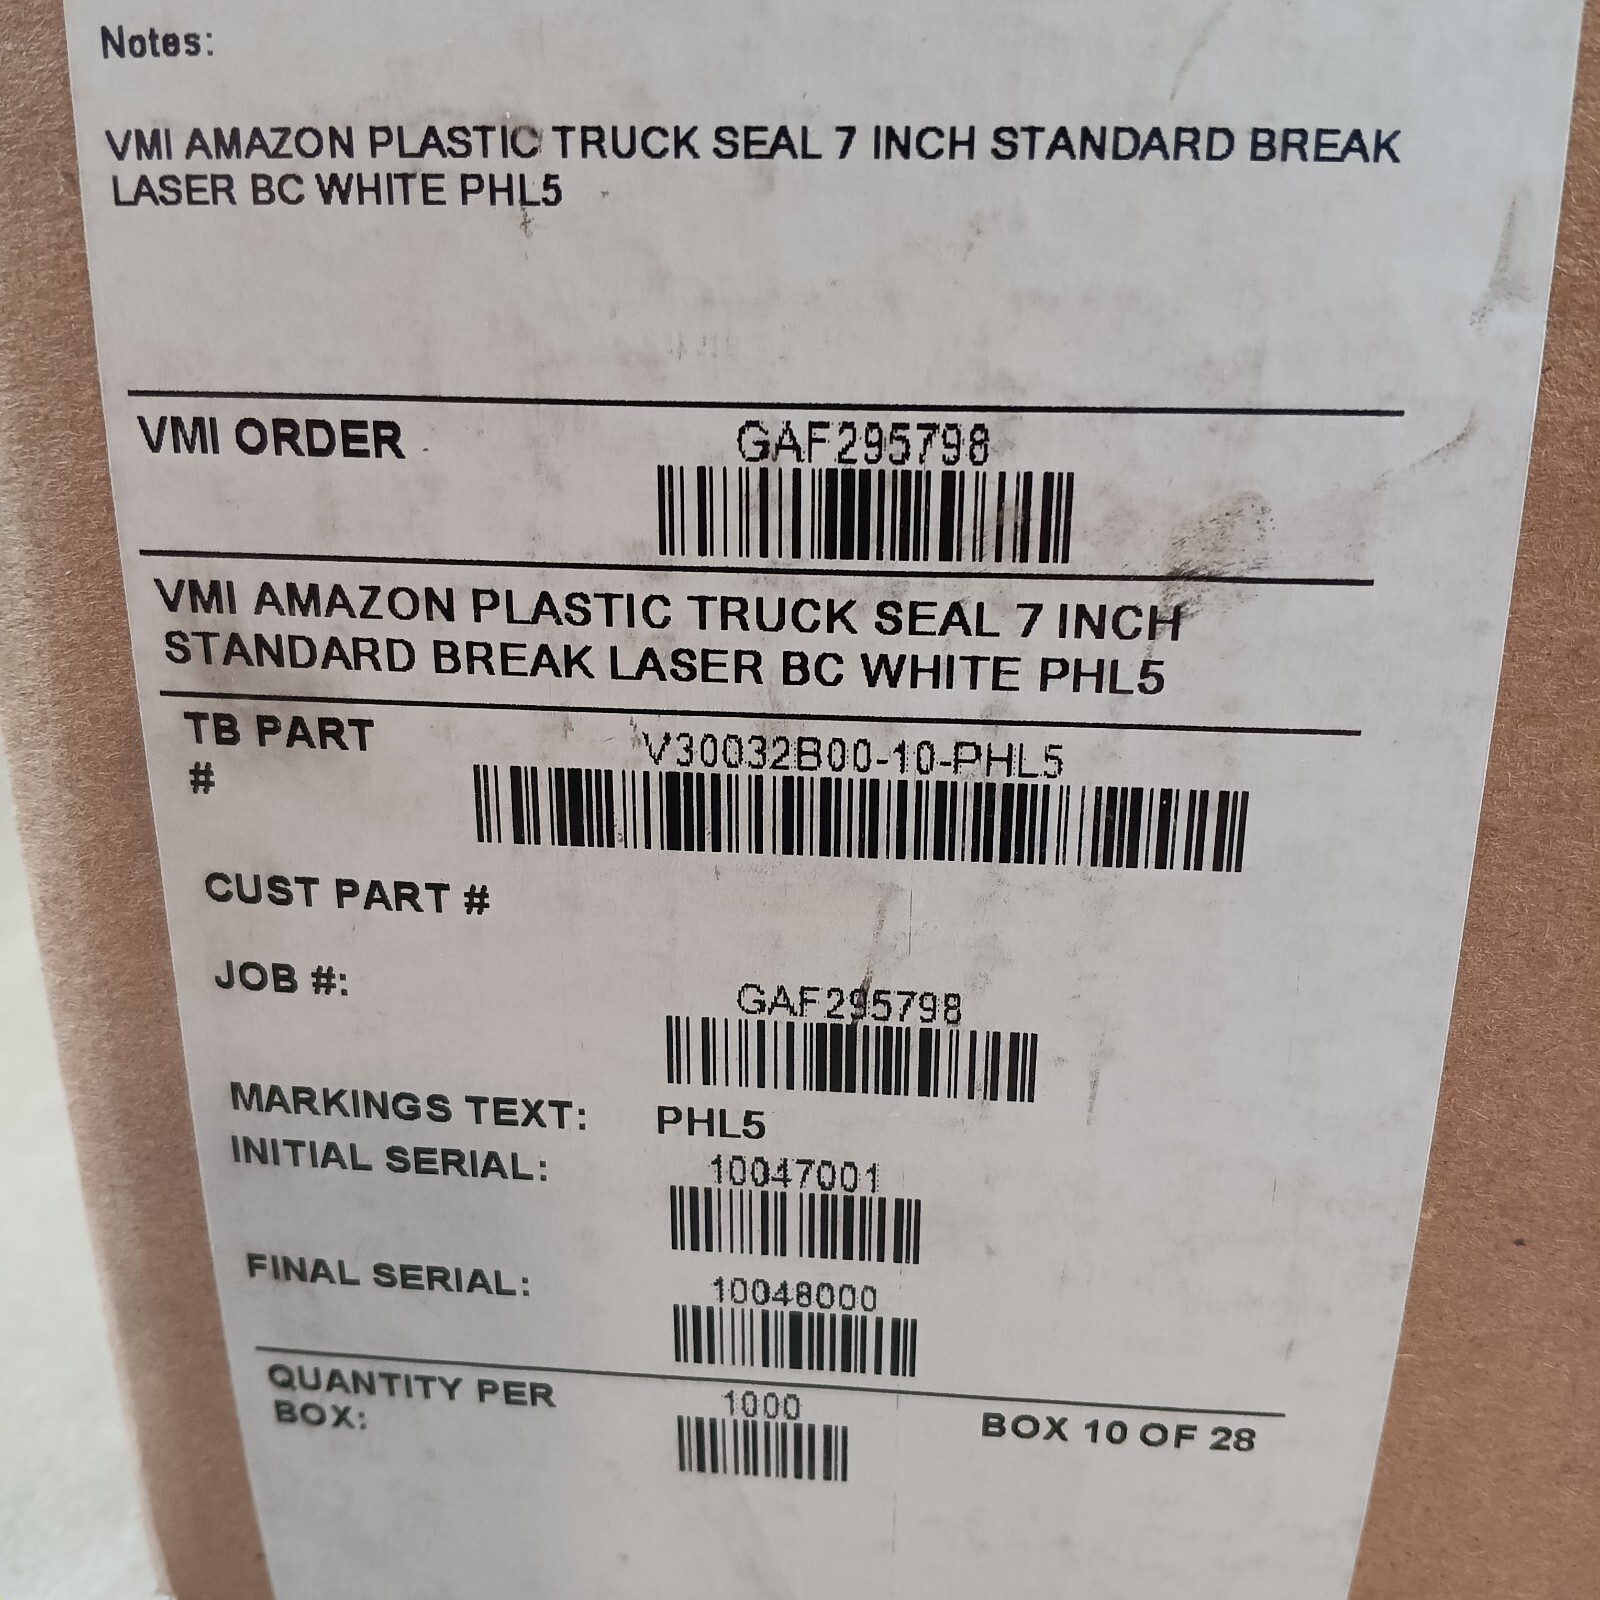 Notes:
VMI AMAZON PLASTIC TRUCK SEAL 7 INCH STANDARD BREAK
LASER BC WHITE PHL5
VMI ORDER
GAF295798
VMI AMAZON PLASTIC TRUCK SEAL 7 INCH
STANDARD BREAK LASER BC WHITE PHL5
TB PART
#
V30032B00-10-PHL5
CUST PART #
JOB #:
GAF295798
MARKINGS TEXT: PHL5
INITIAL SERIAL: 10047001
FINAL SERIAL: 10048000
QUANTITY PER
BOX:
1000
BOX 10 OF 28